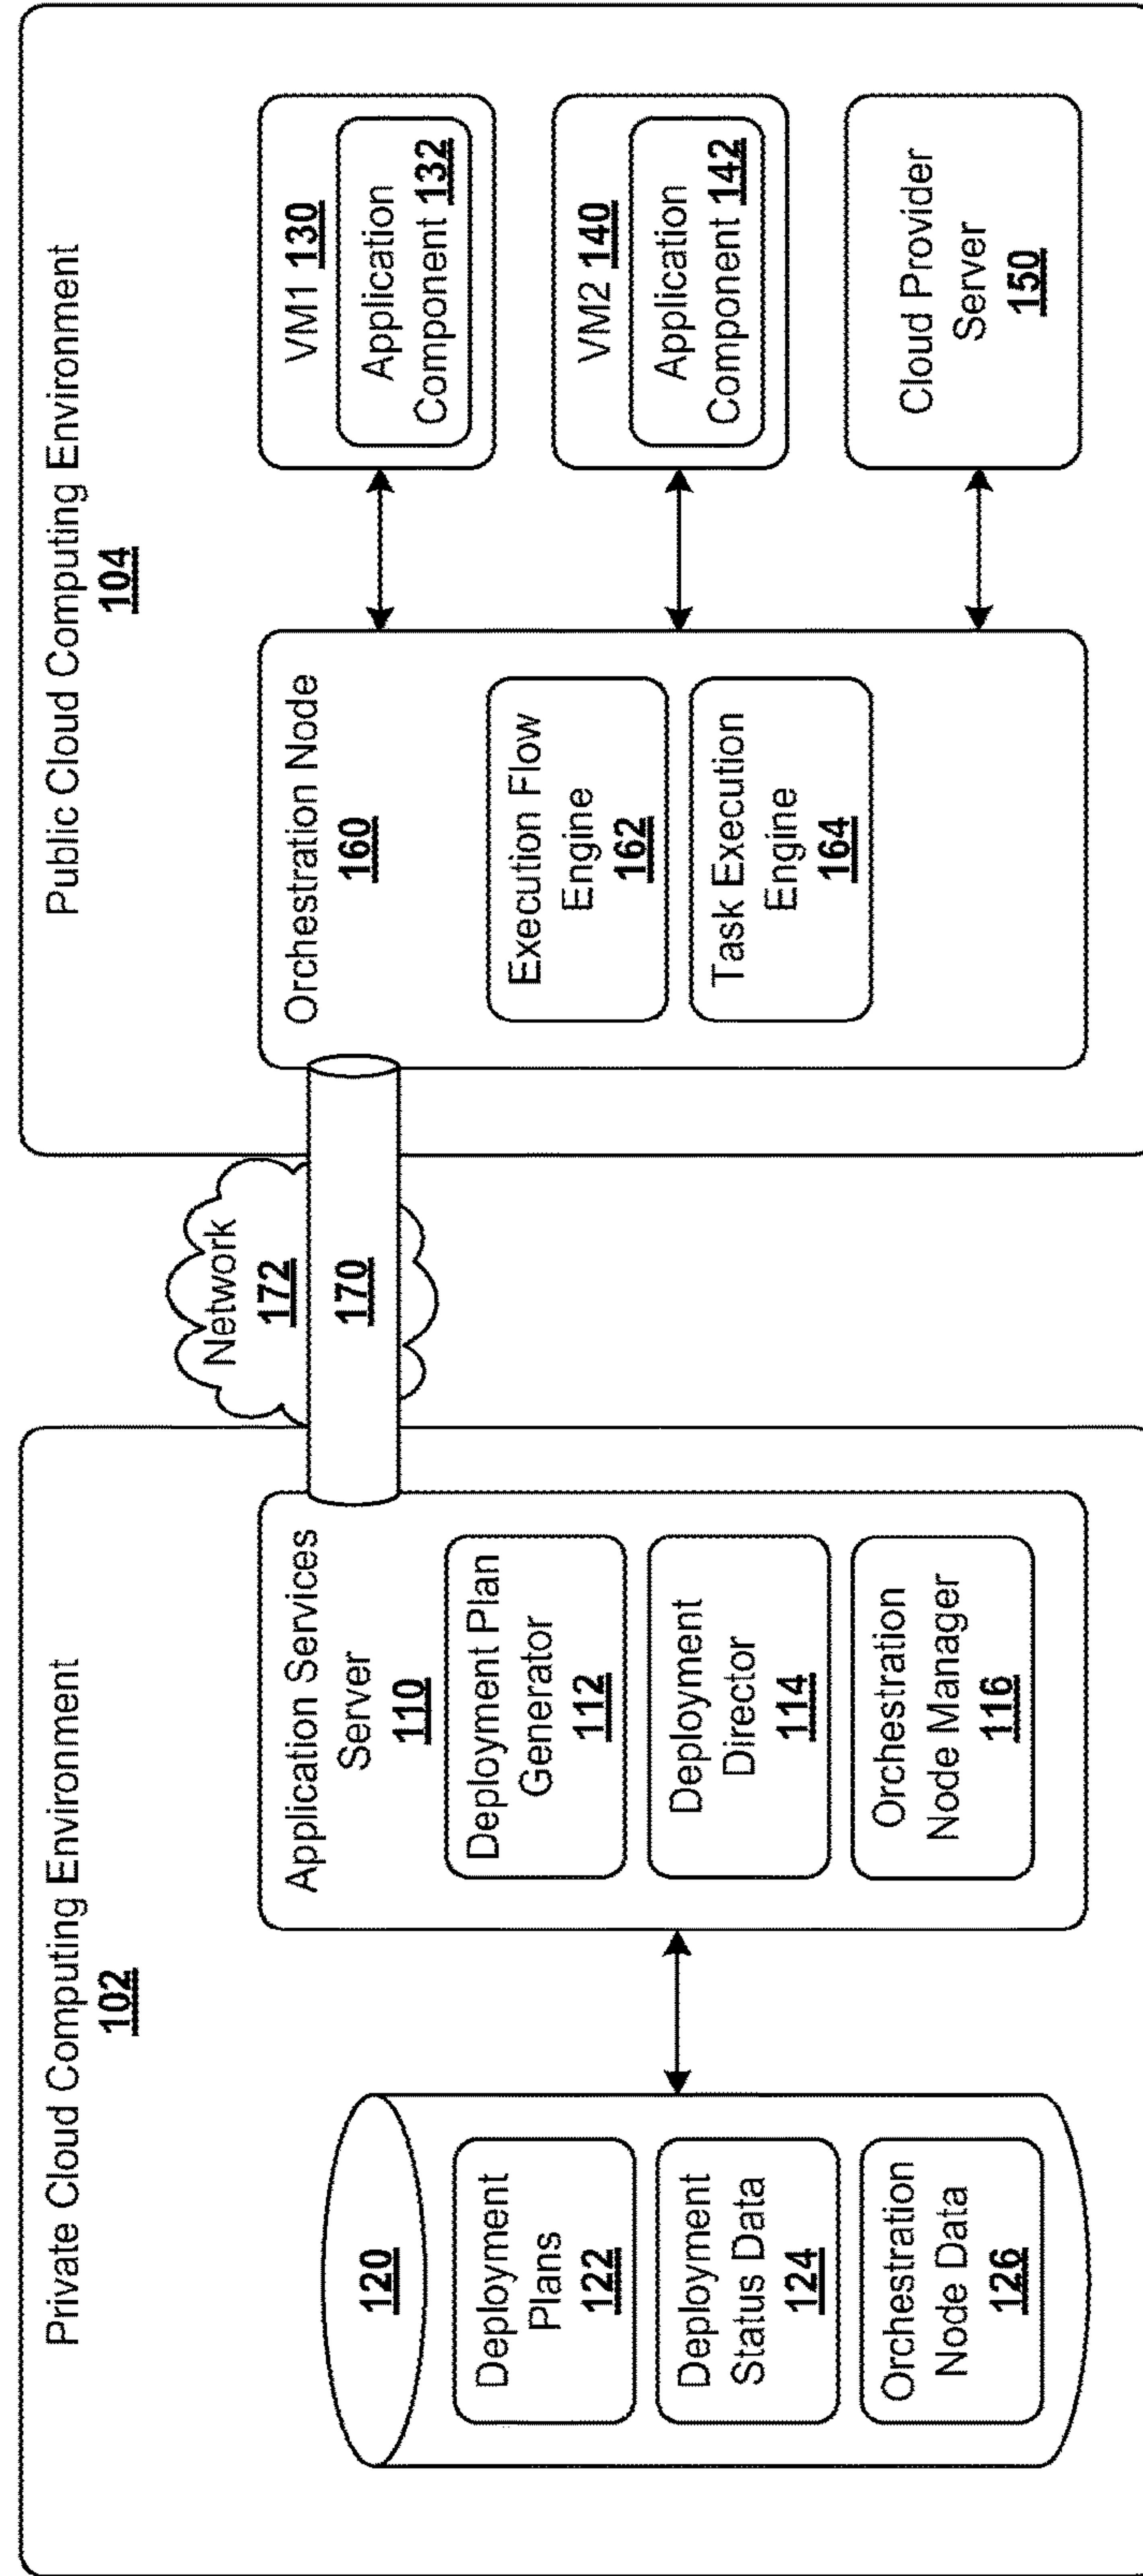 Private Cloud Computing Environment
102
120
Deployment
Plans
122
Deployment
Status Data
124
Orchestration
Node Data
126
Application Services
Server
110
Deployment Plan
Generator
112
Deployment
Director
114
Orchestration
Node Manager
116
Network
172
170
Public Cloud Computing Environment
104
Orchestration Node
160
Execution Flow
Engine
162
Task Execution
Engine
164
VM1 130
Application
Component 132
VM2 140
Application
Component 142
Cloud Provider
Server
150